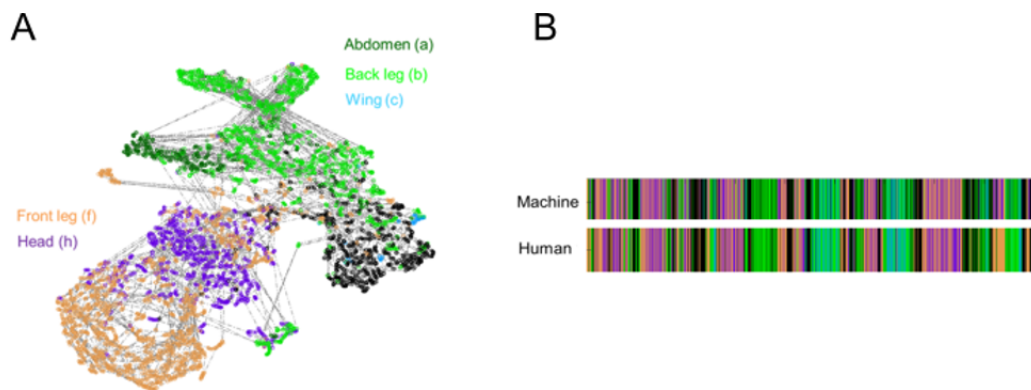 A
Abdomen (a)
Back leg (b)
Wing (c)
Front leg (f)
Head (h)
B
Machine
Human